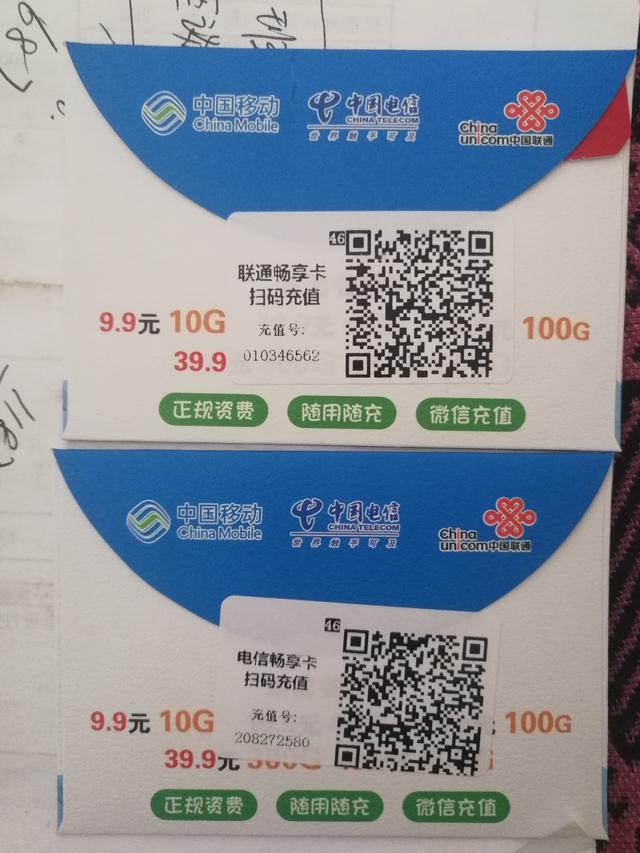 中国移动
China Mobile
中国电信
CHINA TELECOM
世界触手可及
China
unicom中国联通
46
联通畅享卡
扫码充值
充值号:
010346562
9.9元 10G
100G
39.9
正规资费
随用随充
微信充值
中国移动
China Mobile
中国电信
CHINA TELECOM
世界触手可及
China
unicom中国联通
46
电信畅享卡
扫码充值
充值号:
208272580
9.9元 10G
100G
39.9元
正规资费
随用随充
微信充值